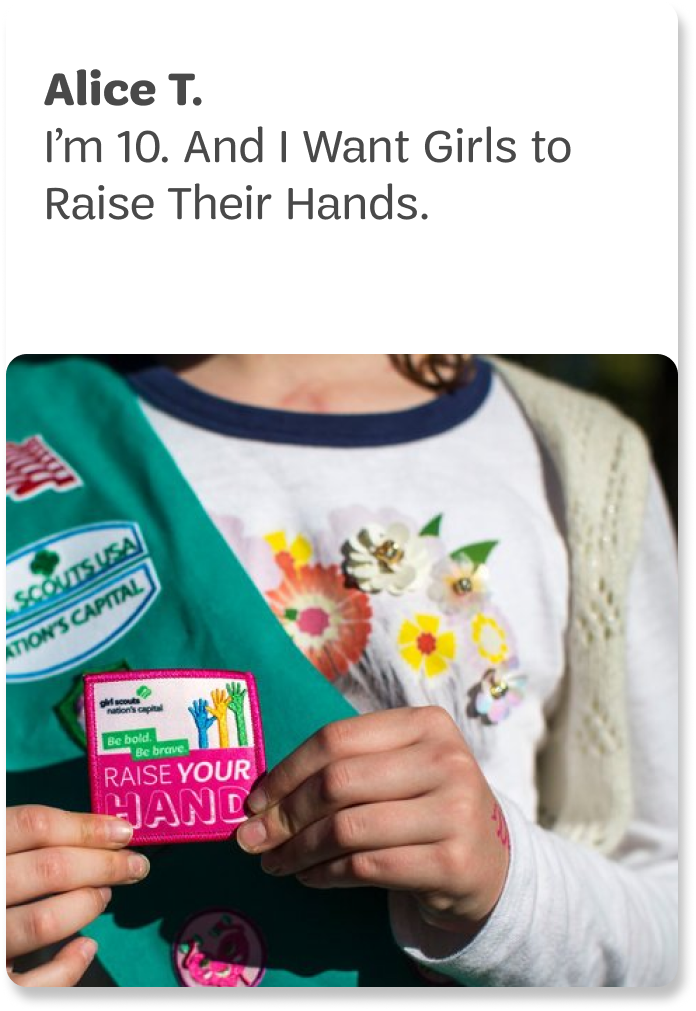 Alice T.
I’m 10. And I Want Girls to
Raise Their Hands.
SCOUTS USA
NATION'S CAPITAL
girl scouts
nation's capital
Be bold.
Be brave.
RAISE YOUR
HAND